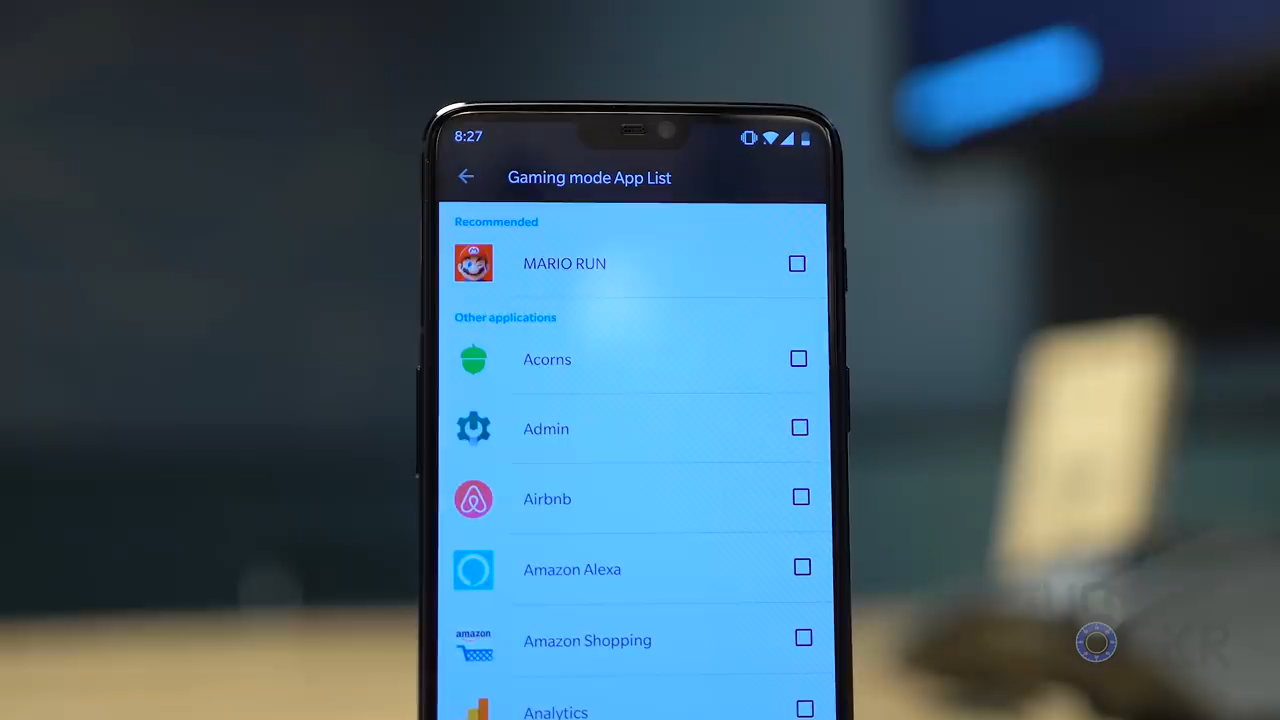 8:27
Gaming mode App List
Recommended
MARIO RUN
Other applications
Acorns
Admin
Airbnb
Amazon Alexa
amazon
Amazon Shopping
Analytics